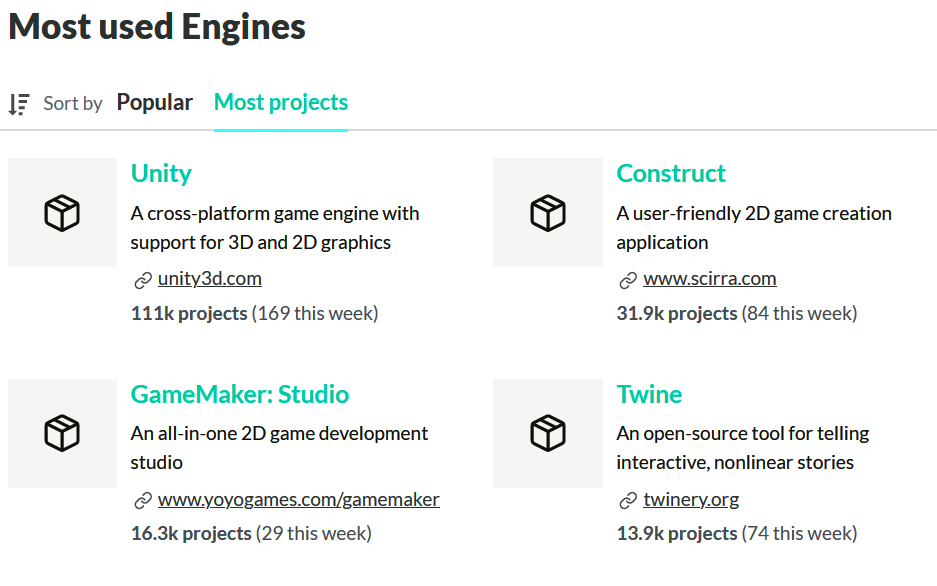 Most used Engines
Sort by Popular Most projects
Unity
A cross-platform game engine with
support for 3D and 2D graphics
unity3d.com
111k projects (169 this week)
Construct
A user-friendly 2D game creation
application
www.scirra.com
31.9k projects (84 this week)
GameMaker: Studio
An all-in-one 2D game development
studio
www.yoyogames.com/gamemaker
16.3k projects (29 this week)
Twine
An open-source tool for telling
interactive, nonlinear stories
twinery.org
13.9k projects (74 this week)